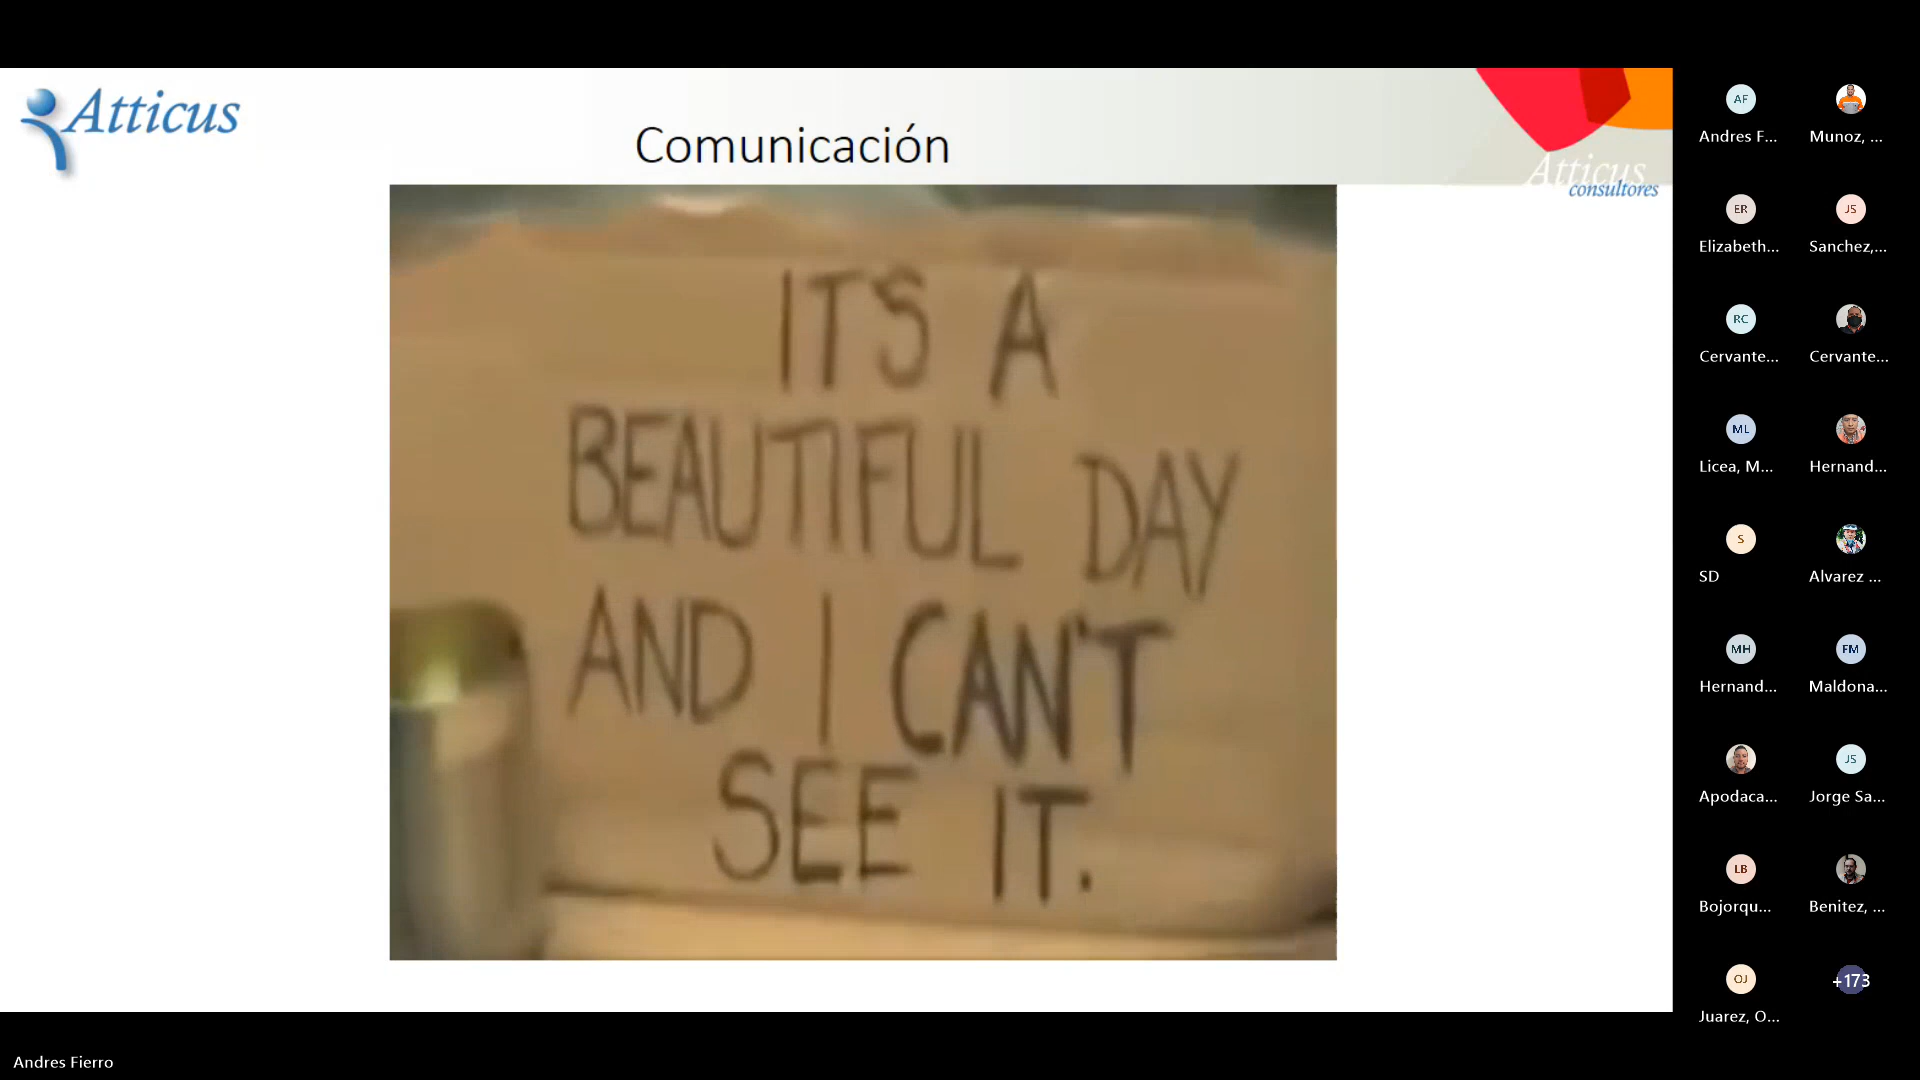 Atticus
Comunicación
Atticus
consultores
IT'S A
BEAUTIFUL DAY
AND I CAN'T
SEE IT.
AF
Andres F...
Munoz, ...
ER
Elizabeth...
JS
Sanchez,...
RC
Cervante...
Cervante...
ML
Licea, M...
Hernand...
S
SD
Alvarez ...
MH
Hernand...
FM
Maldona...
Apodaca...
JS
Jorge Sa...
LB
Bojorqu...
Benitez, ...
OJ
Juarez, O...
+173
Andres Fierro